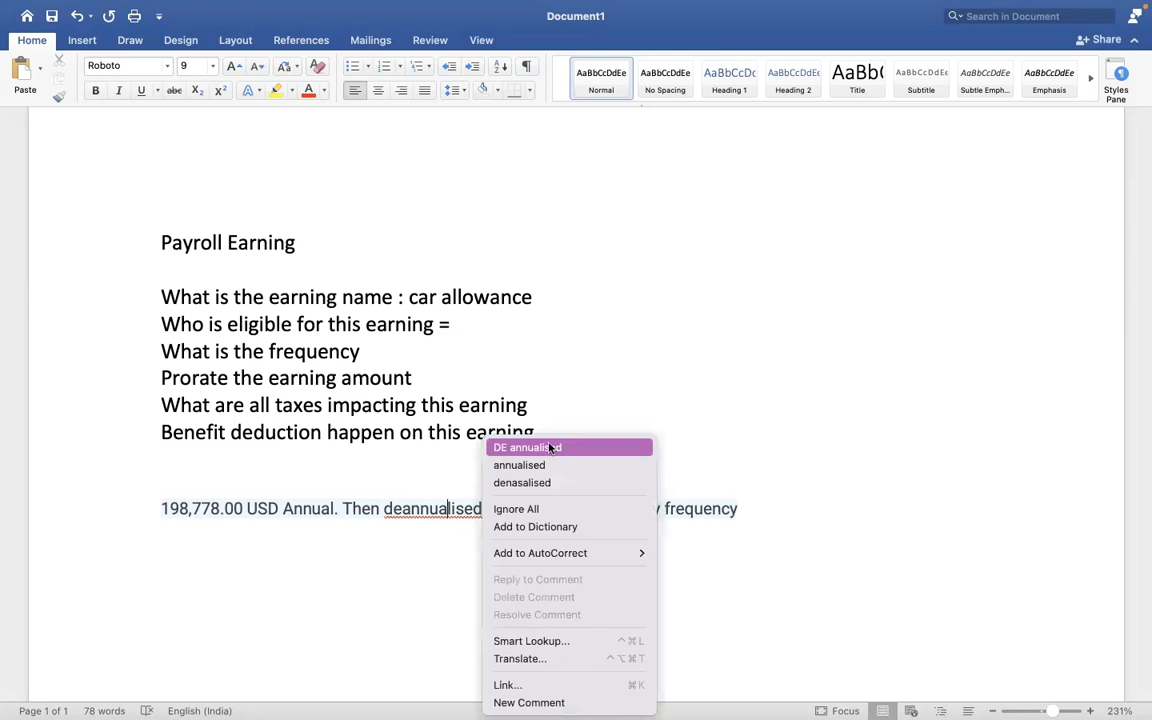 Document1
Search in Document
Home Insert Draw Design Layout References Mailings Review View
Share
Paste
Roboto 9
AaBbCcDdEe AaBbCcDdEe AaBbCcDc AaBbCcDdEe AaBb( AaBbCcDdEe AaBbCcDdEe AaBbCcDdEe
Normal No Spacing Heading 1 Heading 2 Title Subtitle Subtle Emph... Emphasis
Styles Pane
Payroll Earning
What is the earning name : car allowance
Who is eligible for this earning =
What is the frequency
Prorate the earning amount
What are all taxes impacting this earning
Benefit deduction happen on this earning
198,778.00 USD Annual. Then deannualised frequency
DE annualised
annualised
denasalised
Ignore All
Add to Dictionary
Add to AutoCorrect
Reply to Comment
Delete Comment
Resolve Comment
Smart Lookup... ^⌘L
Translate... ^⌥⌘T
Link... ⌘K
New Comment
Page 1 of 1 78 words English (India) Focus 231%